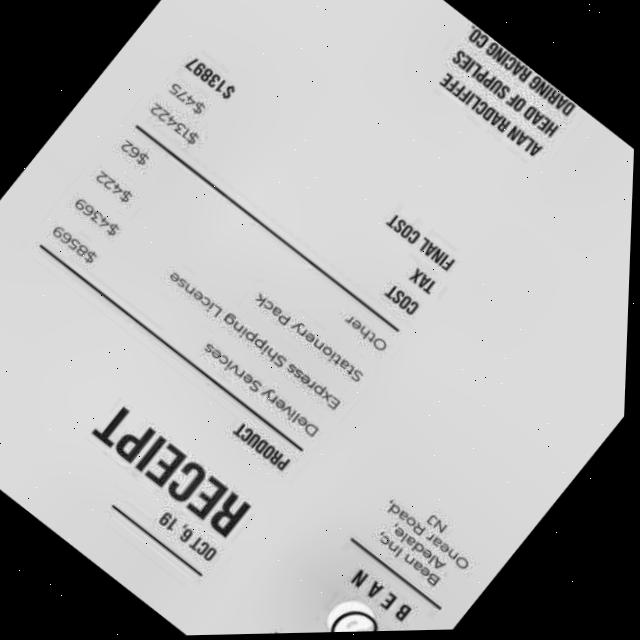 BEAN
Bean Inc,
Aledale
Onear Road,
NJ
OCT 6, 19
RECEIPT
PRODUCT
Delivery Services $8569
Express Shipping License $4369
Stationery Pack $422
Other $62
COST $13422
TAX $475
FINAL COST $13897
ALAN RADCLIFFE
HEAD OF SUPPLIES
DARING RACING CO.